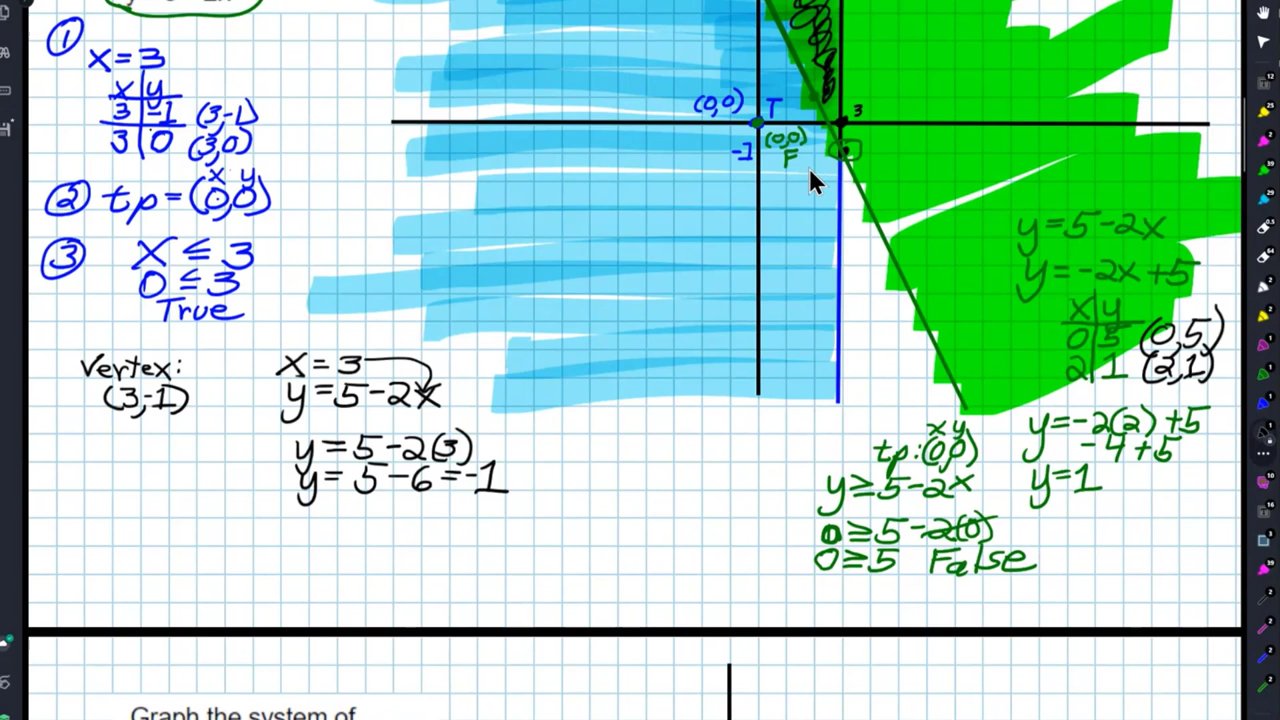 ①
x = 3
x | y
3 | -1 (3,-1)
3 | 0 (3,0)
x y
② tp = (0,0)
③ x ≤ 3
0 ≤ 3
True
(0,0) T
3
-1
(0,0)
F
y=5-2x
y=-2x+5
x | y
0 | 5 (0,5)
2 | 1 (2,1)
Vertex:
(3,-1)
x = 3
y = 5-2x
y = 5-2(3)
y = 5-6 = -1
x y
tp:(0,0)
y ≥ 5-2x
0 ≥ 5-2(0)
0 ≥ 5 False
y=-2(2)+5
-4+5
y=1
Graph the system of